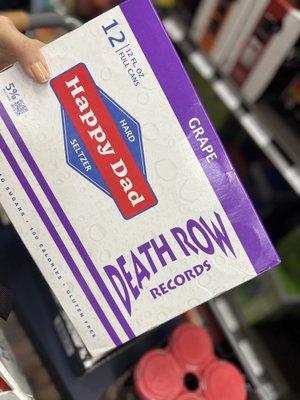 12
12 FL OZ
FULL CANS
5%
Happy Dad
HARD
SELTZER
GRAPE
DEATH ROW
RECORDS
SUGARS • 100 CALORIES • GLUTEN FREE